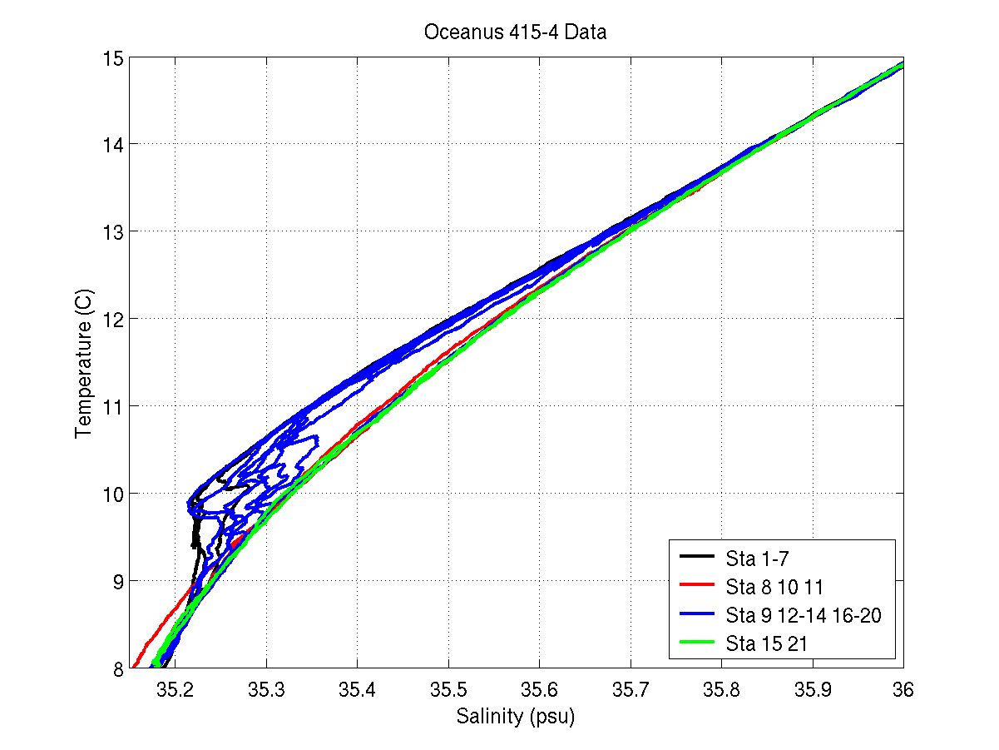 Oceanus 415-4 Data
15
14
13
12
11
10
9
8
Temperature (C)
35.2 35.3 35.4 35.5 35.6 35.7 35.8 35.9 36
Salinity (psu)
Sta 1-7
Sta 8 10 11
Sta 9 12-14 16-20
Sta 15 21